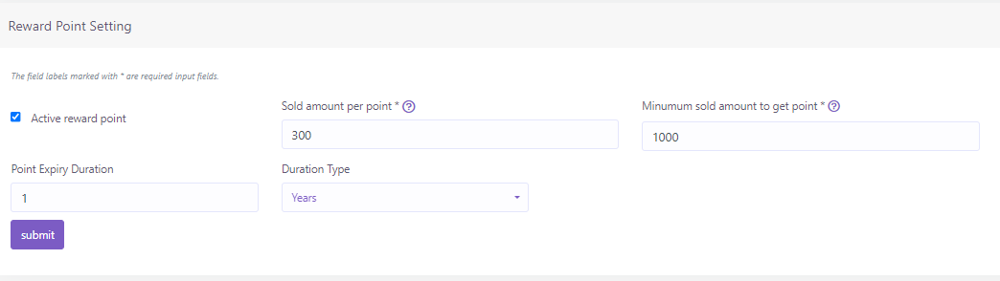 Reward Point Setting
The field labels marked with * are required input fields.
Active reward point
Sold amount per point * ?
300
Minumum sold amount to get point * ?
1000
Point Expiry Duration
1
Duration Type
Years
submit